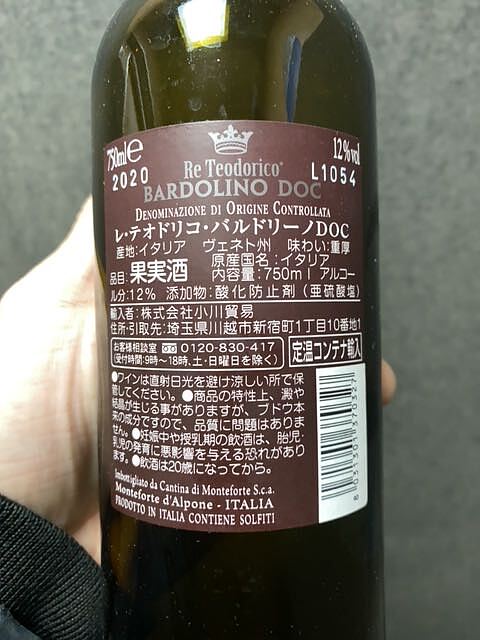 750ml e
12%vol
2020
L1054
Re Teodorico®
BARDOLINO DOC
DENOMINAZIONE DI ORIGINE CONTROLLATA
レ・テオドリコ・バルドリーノDOC
産地:イタリア ヴェネト州 味わい:重厚
品目:果実酒 原産国名:イタリア
内容量:750mlアルコー
ル分:12% 添加物:酸化防止剤(亜硫酸塩)
輸入者:株式会社小川貿易
住所・引取先:埼玉県川越市新宿町1丁目10番地1
お客様相談室 0120-830-417
(受付時間:9時～18時、土・日曜日を除く)
定温コンテナ輸入
●ワインは直射日光を避け涼しい所で保
管してください。●商品の特性上、澱や
結晶が生じる事がありますが、ブドウ本
来の成分ですので、品質に問題はありま
せん。●妊娠中や授乳期の飲酒は、胎児・
乳児の発育に悪影響を与える恐れがあり
ます。●飲酒は20歳になってから。
Imbottigliato da Cantina di Monteforte S.c.a.
Monteforte d'Alpone - ITALIA
PRODOTTO IN ITALIA CONTIENE SOLFITI
8031301370327